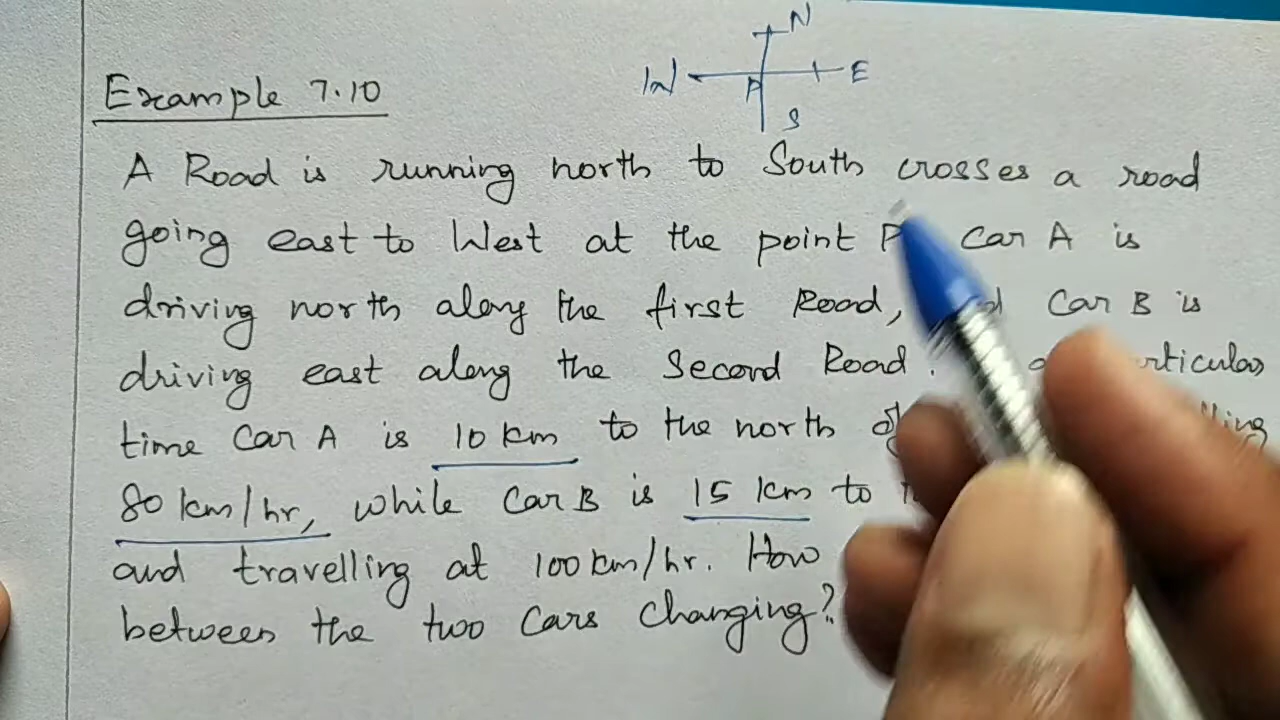 N
W E
P
S
Example 7.10
A Road is running north to South crosses a road
going east to West at the point P car A is
driving north along the first Road, Car B is
driving east along the Second Road.
time Car A is 10 km to the north
80 km/hr, while Car B is 15 km to
and travelling at 100 km/hr. How
between the two Cars Changing?